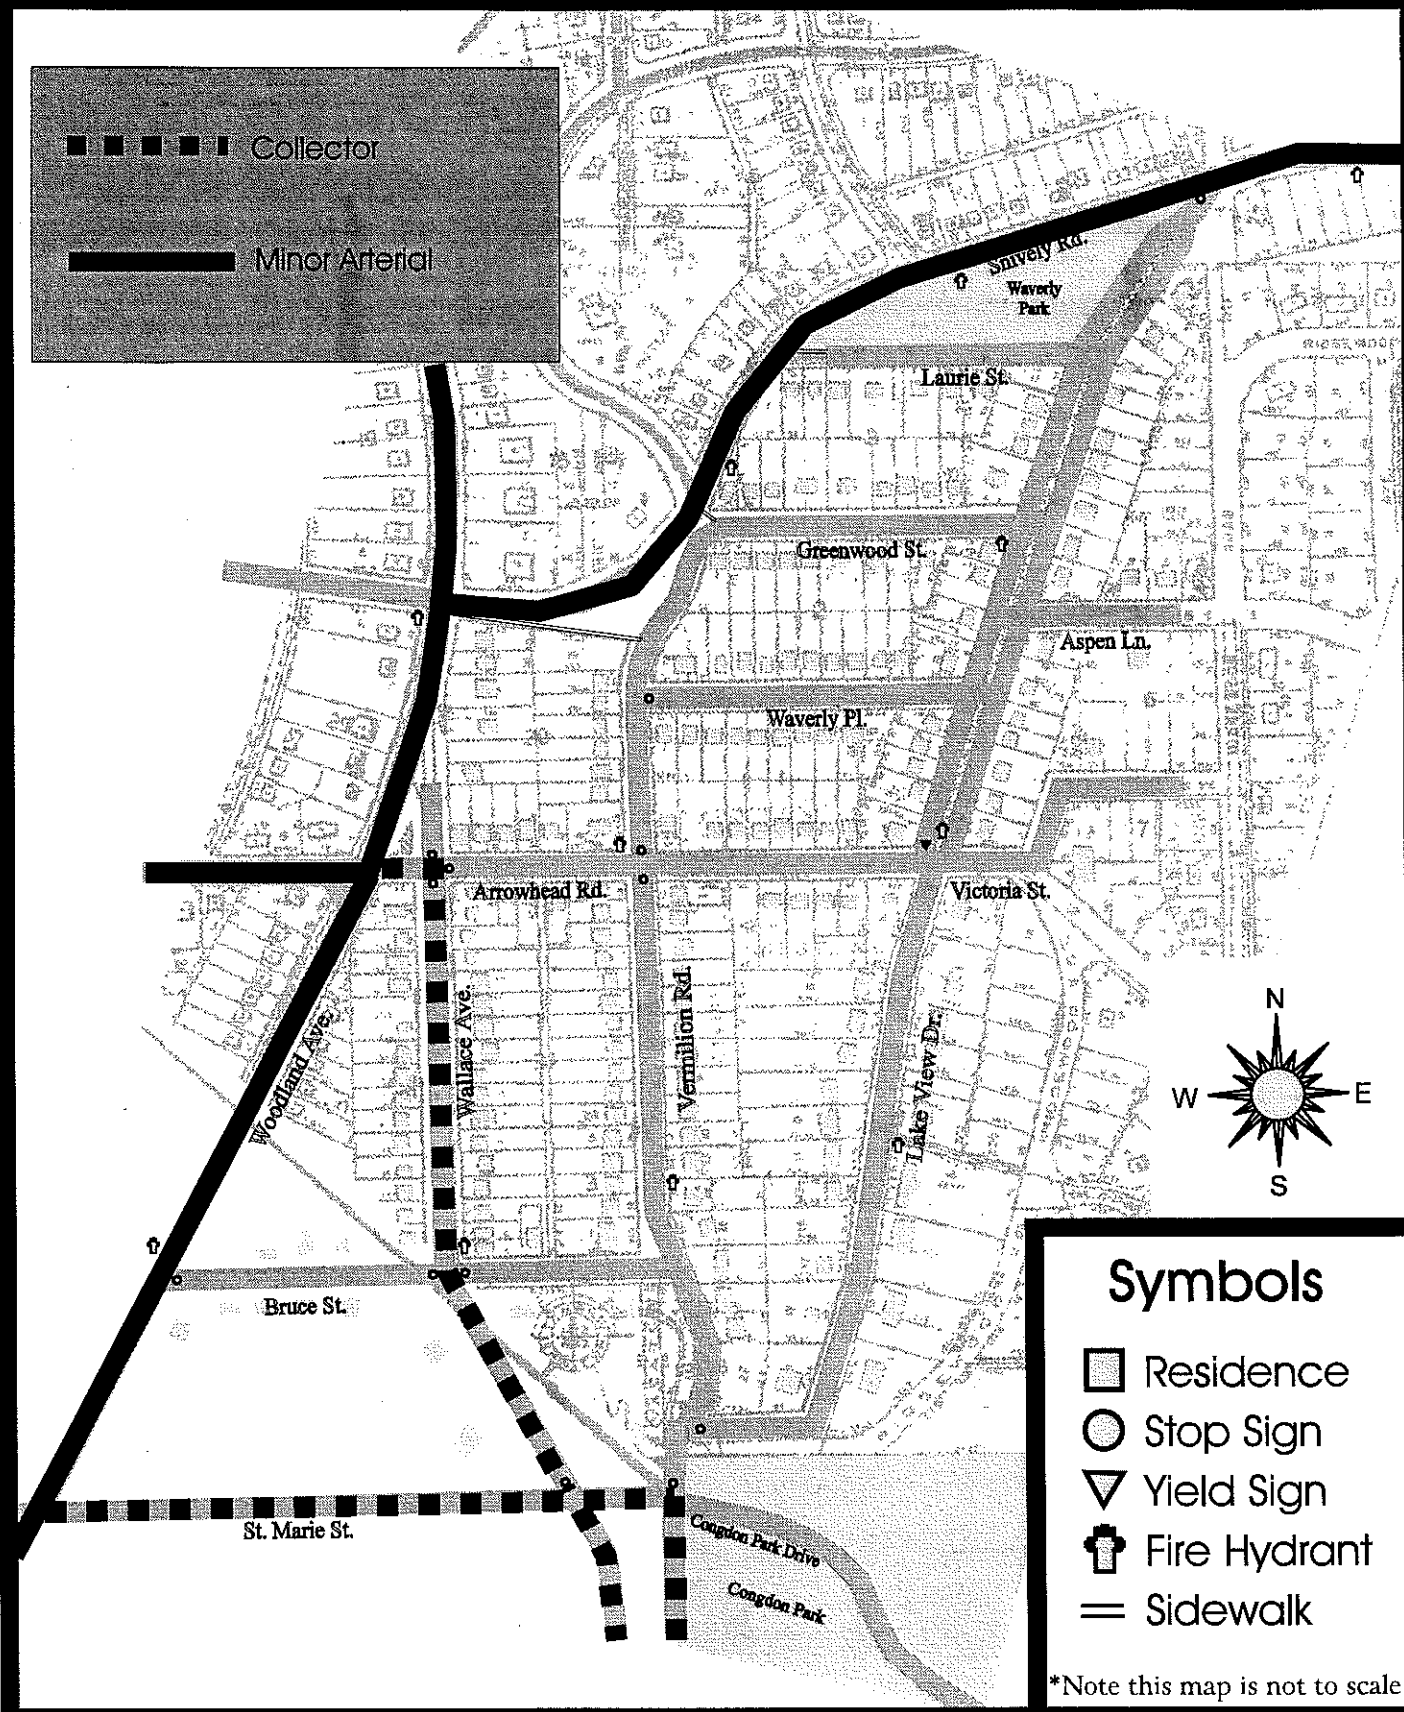 Collector
Minor Arterial
Snively Rd.
Waverly
Park
Laurie St.
Greenwood St.
Aspen Ln.
Waverly Pl.
Arrowhead Rd.
Victoria St.
Woodland Ave.
Wallace Ave.
Vermilion Rd.
Lake View Dr.
N
W
E
S
Bruce St.
St. Marie St.
Congdon Park Drive
Congdon Park
Symbols
Residence
Stop Sign
Yield Sign
Fire Hydrant
Sidewalk
*Note this map is not to scale